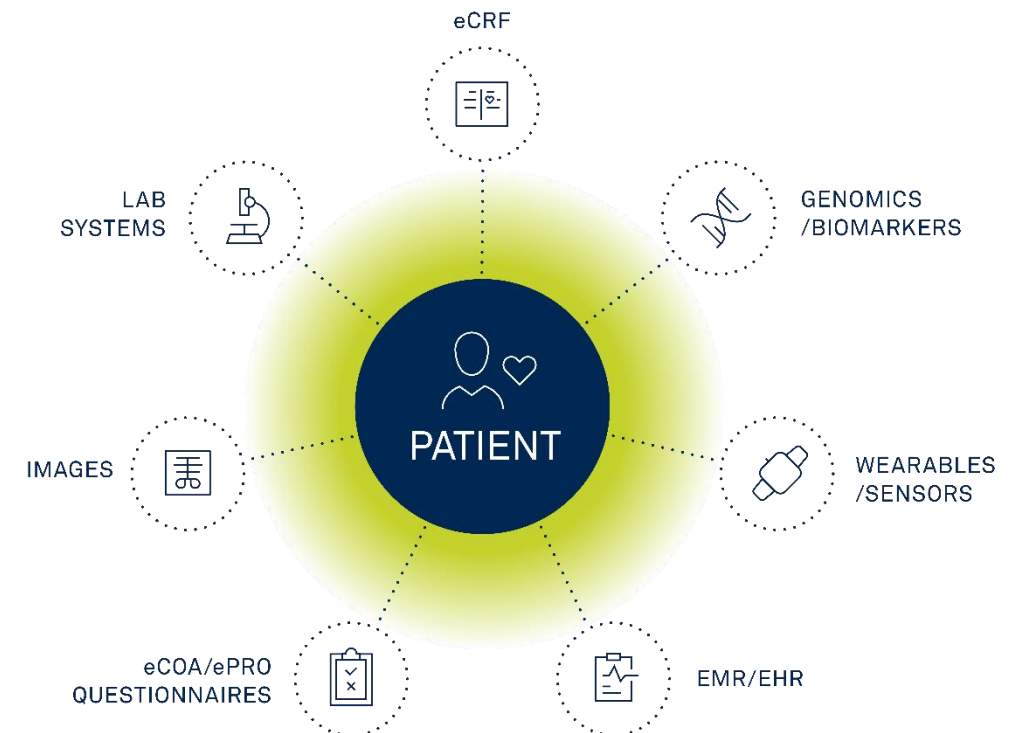 eCRF
LAB
SYSTEMS
GENOMICS
/BIOMARKERS
PATIENT
IMAGES
WEARABLES
/SENSORS
eCOA/ePRO
QUESTIONNAIRES
EMR/EHR